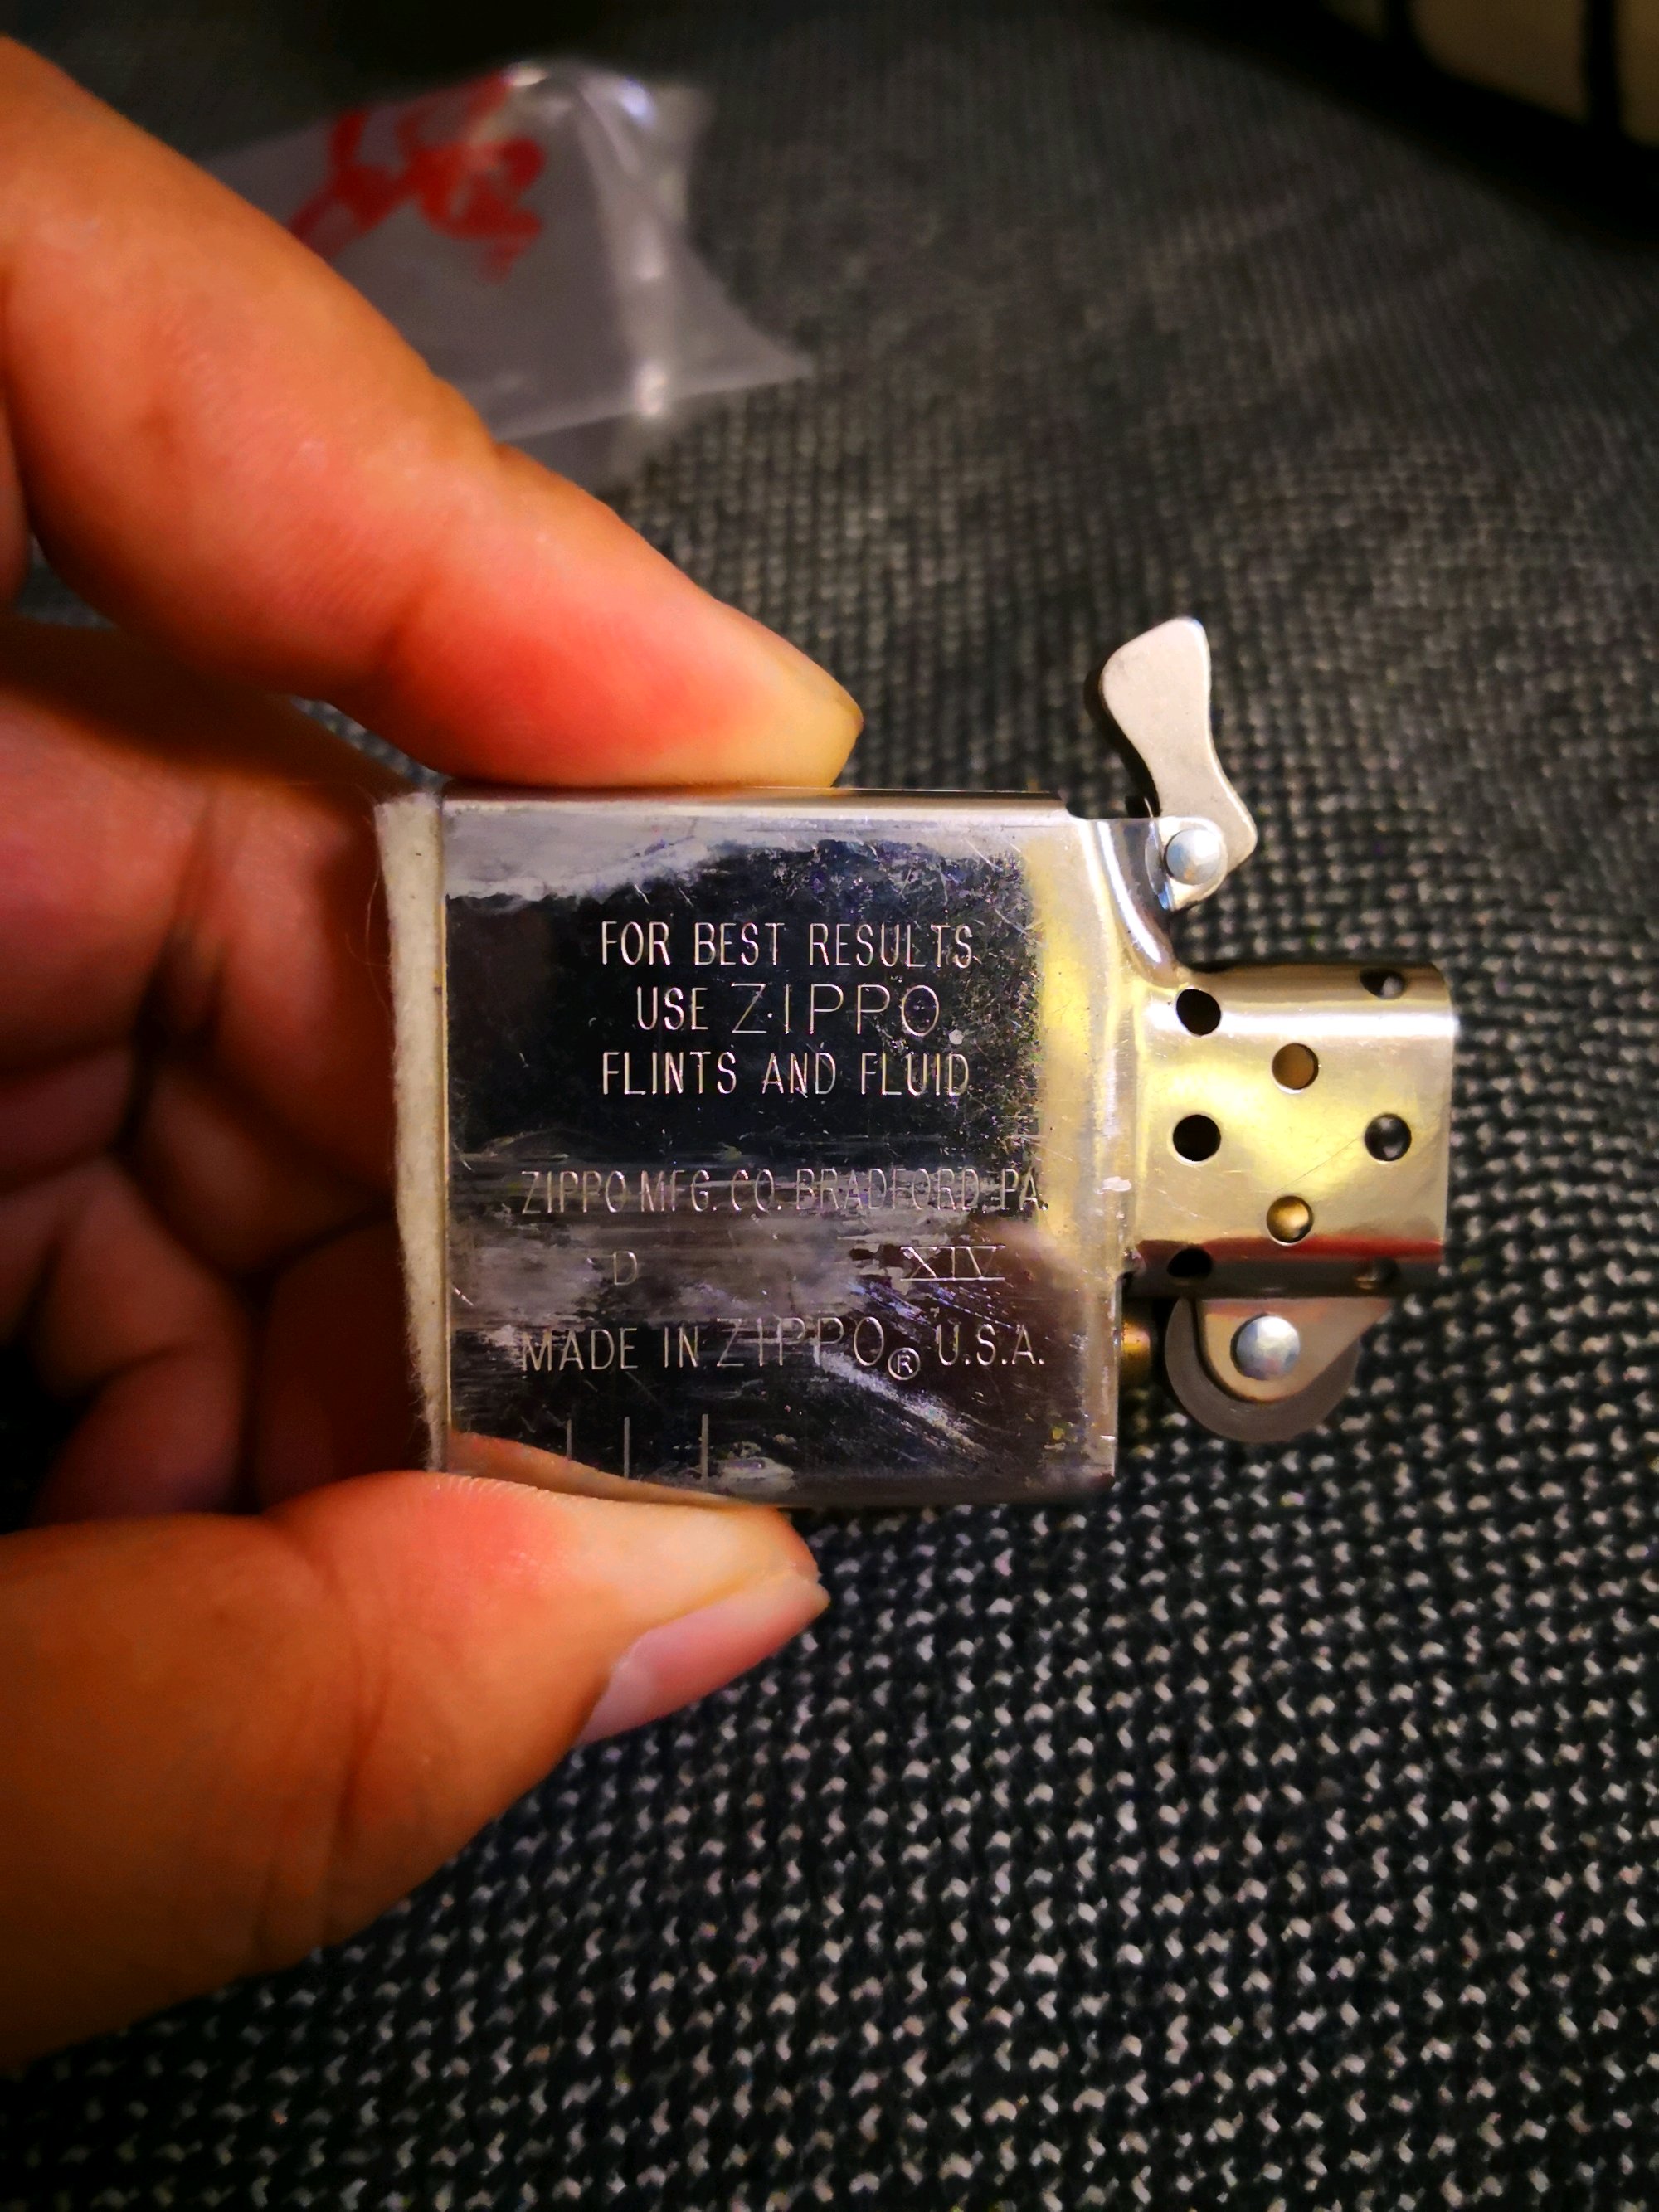 FOR BEST RESULTS
USE ZIPPO
FLINTS AND FLUID
ZIPPO MFG. CO. BRADFORD, PA.
D XIV
MADE IN ZIPPO® U.S.A.